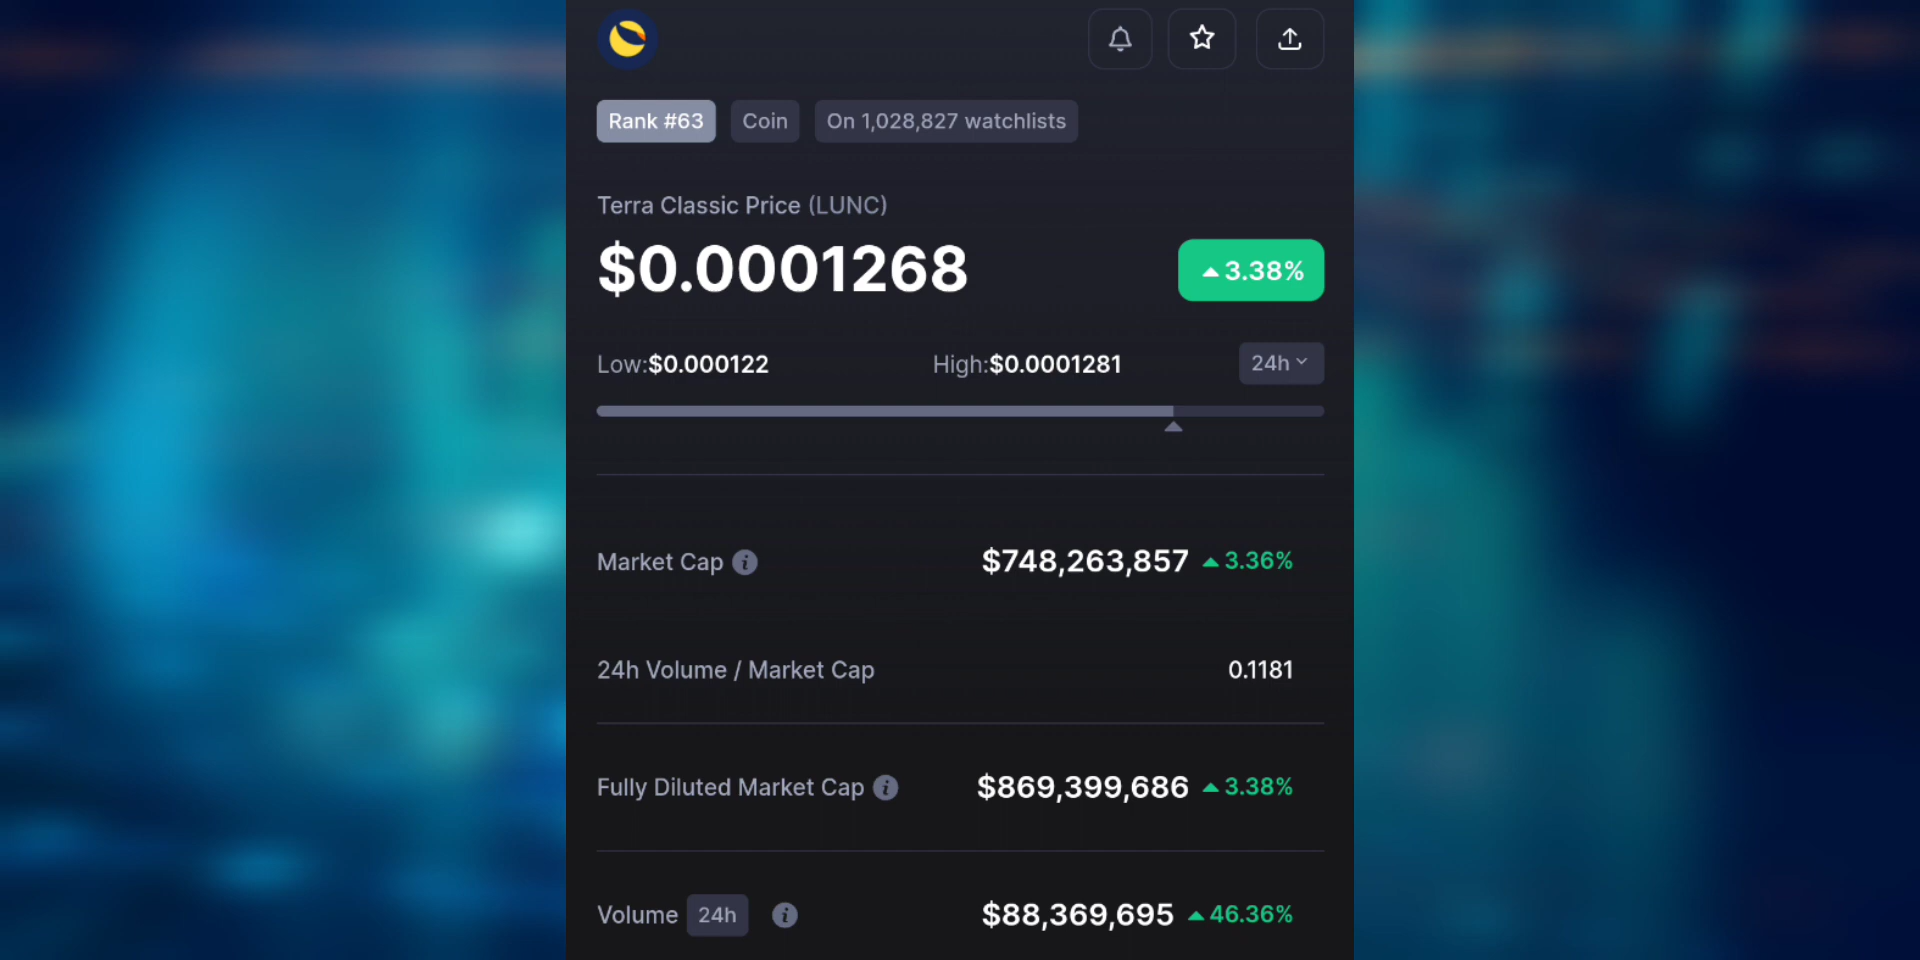 Rank #63 Coin On 1,028,827 watchlists
Terra Classic Price (LUNC)
$0.0001268 3.38%
Low:$0.000122 High:$0.0001281 24h
Market Cap $748,263,857 3.36%
24h Volume / Market Cap 0.1181
Fully Diluted Market Cap $869,399,686 3.38%
Volume 24h $88,369,695 46.36%